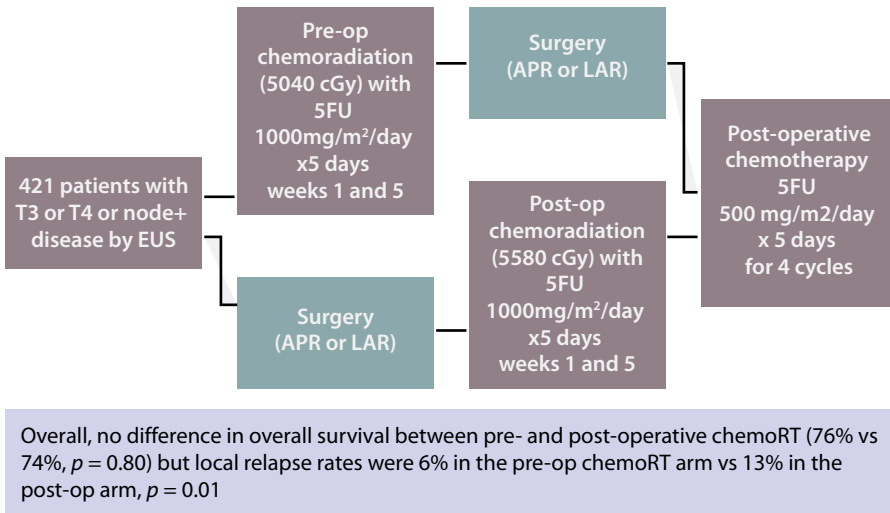 421 patients with
T3 or T4 or node+
disease by EUS
Pre-op
chemoradiation
(5040 cGy) with
5FU
1000mg/m²/day
x5 days
weeks 1 and 5
Surgery
(APR or LAR)
Surgery
(APR or LAR)
Post-op
chemoradiation
(5580 cGy) with
5FU
1000mg/m²/day
x5 days
weeks 1 and 5
Post-operative
chemotherapy
5FU
500 mg/m2/day
x 5 days
for 4 cycles
Overall, no difference in overall survival between pre- and post-operative chemoRT (76% vs
74%, p = 0.80) but local relapse rates were 6% in the pre-op chemoRT arm vs 13% in the
post-op arm, p = 0.01